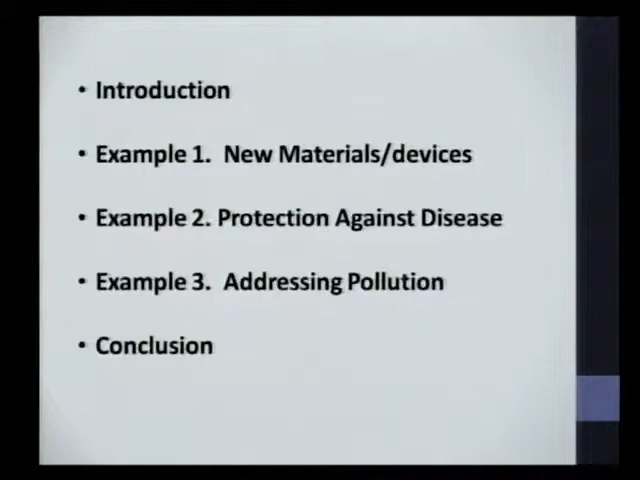 • Introduction
• Example 1.  New Materials/devices
• Example 2. Protection Against Disease
• Example 3.  Addressing Pollution
• Conclusion